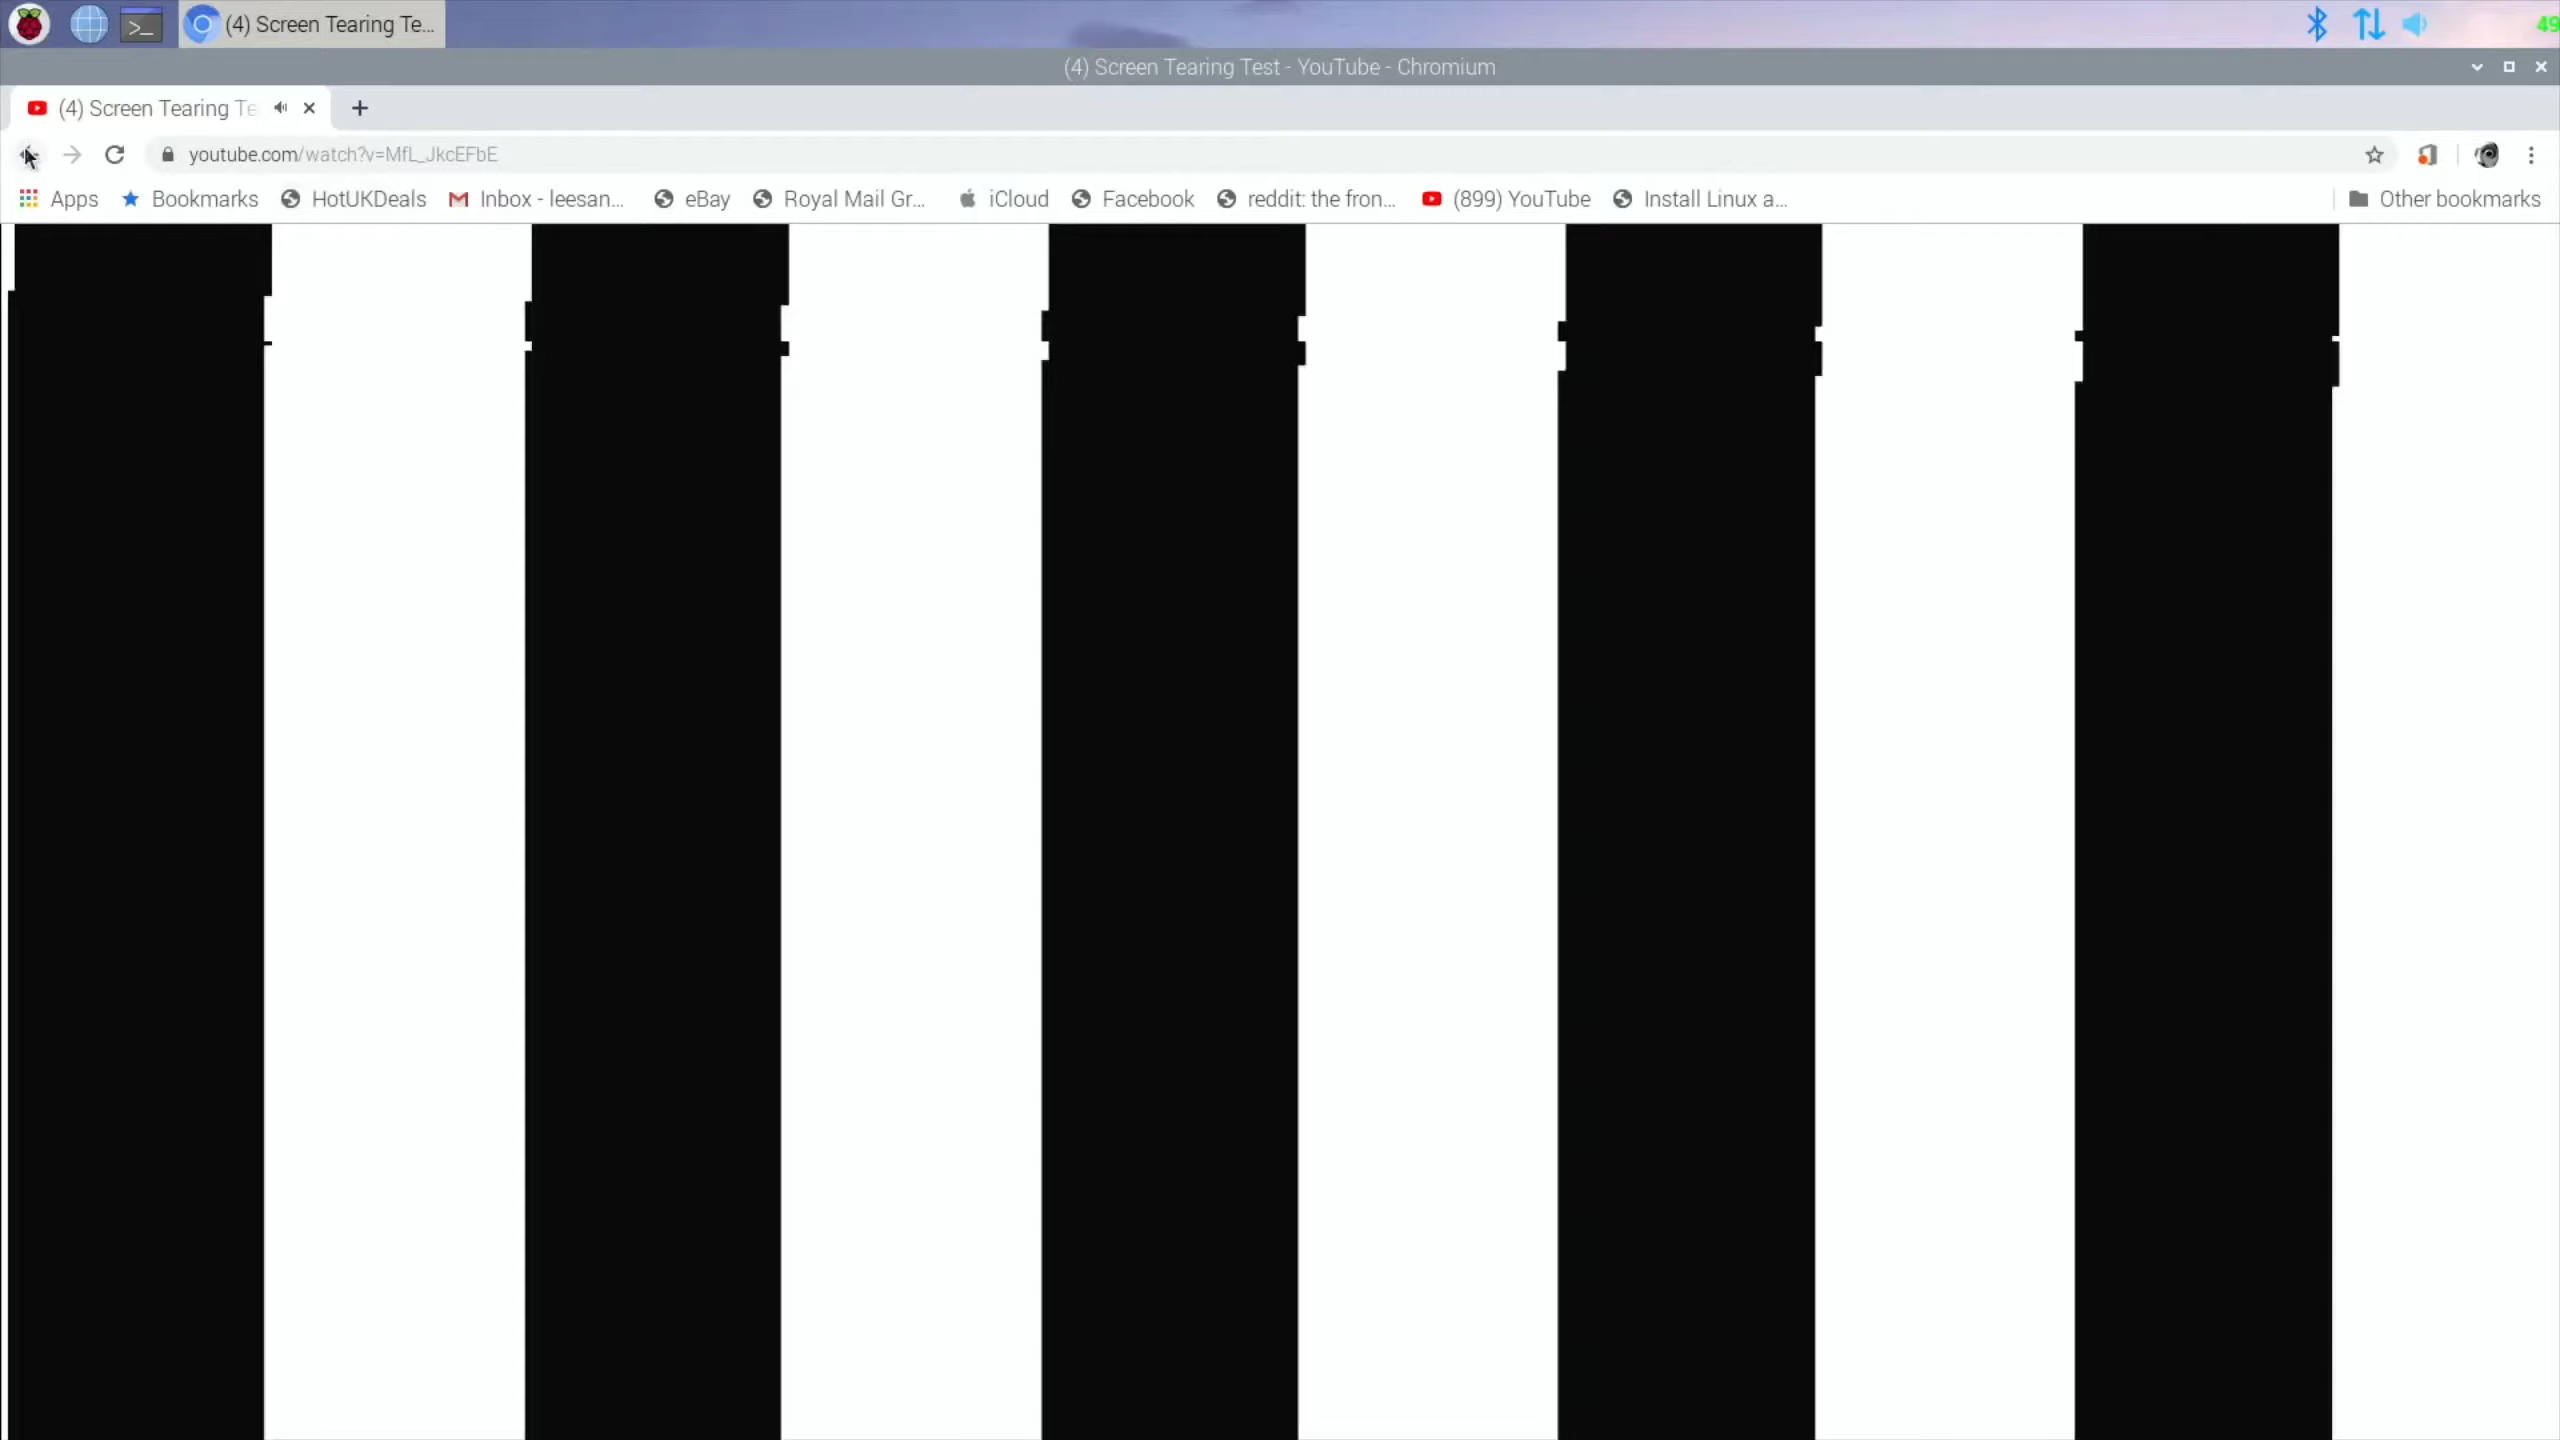 (4) Screen Tearing Te... 49
(4) Screen Tearing Test - YouTube - Chromium
(4) Screen Tearing Te
youtube.com/watch?v=MfL_JkcEFbE
Apps Bookmarks HotUKDeals Inbox - leesan... eBay Royal Mail Gr... iCloud Facebook reddit: the fron... (899) YouTube Install Linux a... Other bookmarks